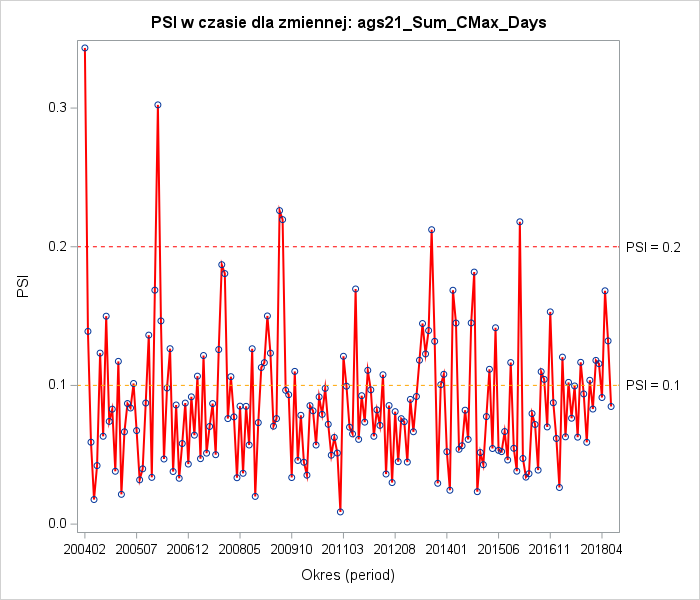 PSI w czasie dla zmiennej: ags21_Sum_CMax_Days
0.3
0.2
0.1
0.0
PSI
PSI = 0.2
PSI = 0.1
200402 200507 200612 200805 200910 201103 201208 201401 201506 201611 201804
Okres (period)